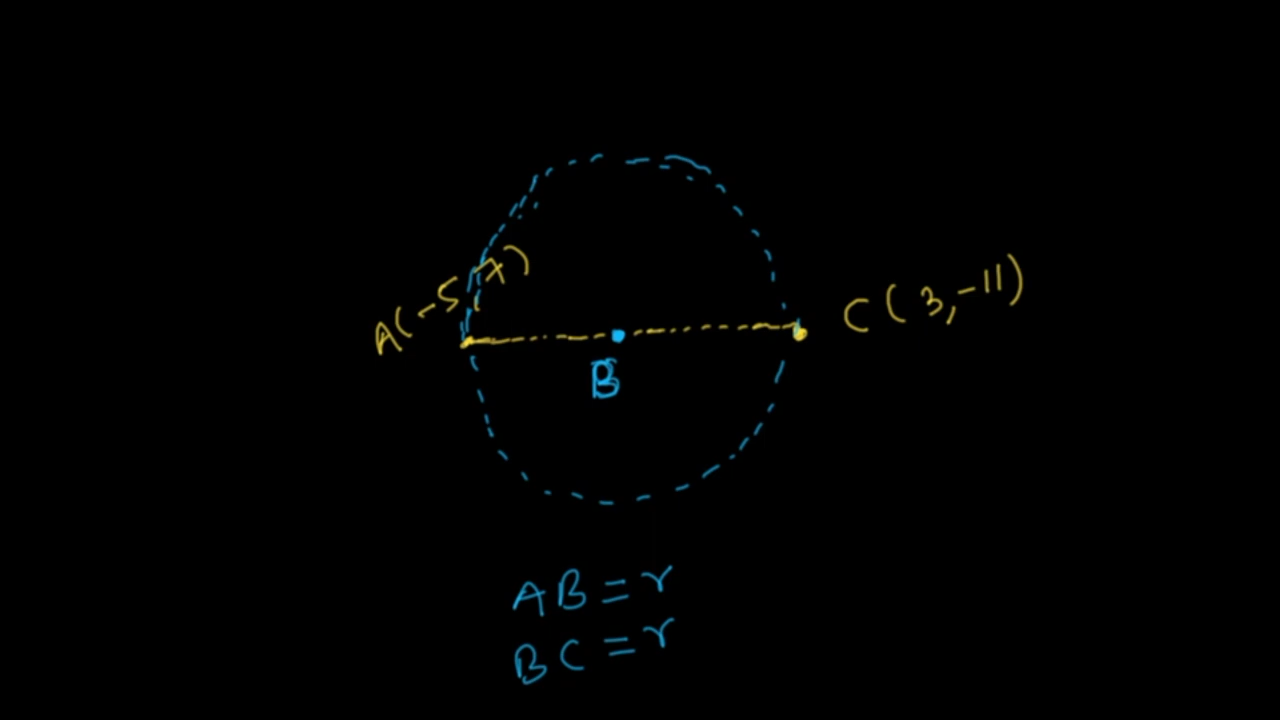 A(-5,7)
C(3,-11)
B
AB=r
BC=r